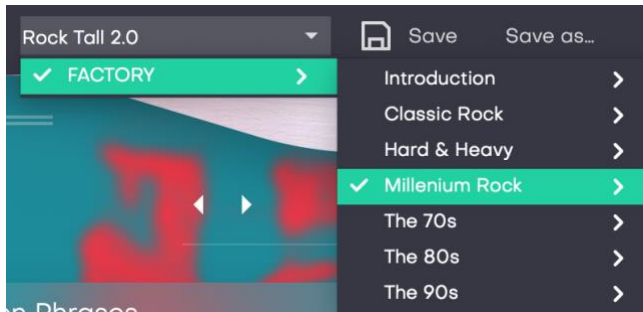 Rock Tall 2.0
Save Save as...
FACTORY
Introduction
Classic Rock
Hard & Heavy
Millenium Rock
The 70s
The 80s
The 90s
Phrases